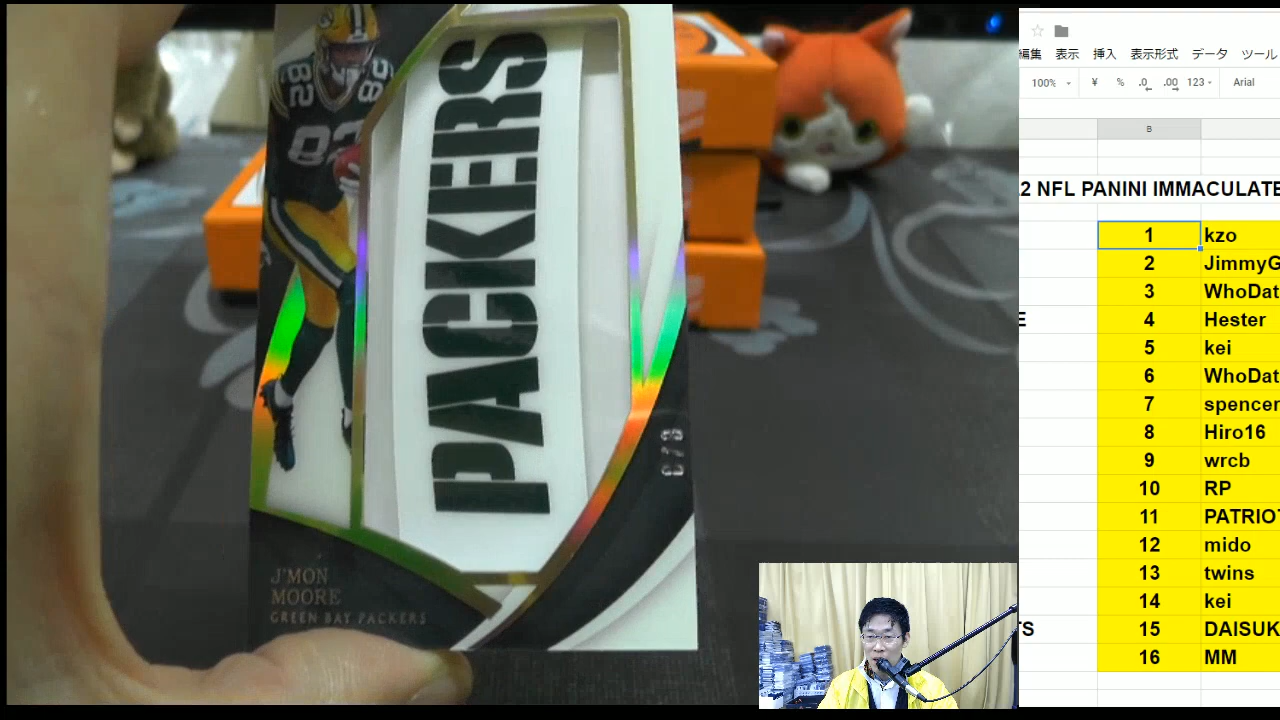 PACKERS
82
82
82
J'MON
MOORE
GREEN BAY PACKERS
編集 表示 挿入 表示形式 データ ツール
100% ¥ % .0 .00 123 Arial
B
2 NFL PANINI IMMACULATE
1 kzo
2 JimmyG
3 WhoDat
E 4 Hester
5 kei
6 WhoDat
7 spencer
8 Hiro16
9 wrcb
10 RP
11 PATRIOT
12 mido
13 twins
14 kei
TS 15 DAISUK
16 MM